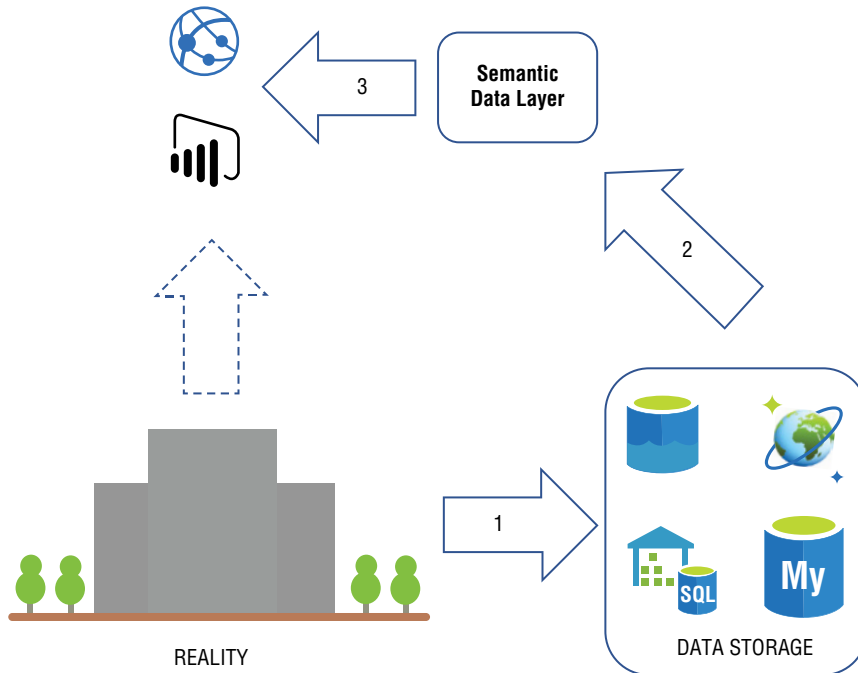 3
Semantic
Data Layer
2
1
SQL
My
REALITY
DATA STORAGE